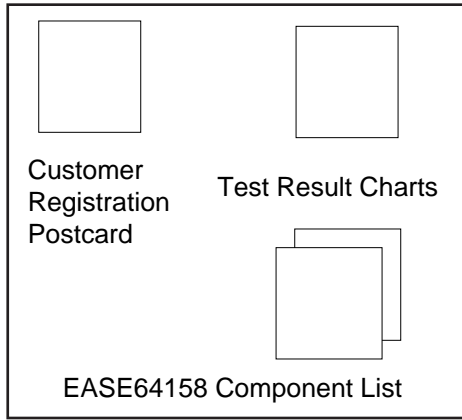 Customer
Registration
Postcard
Test Result Charts
EASE64158 Component List